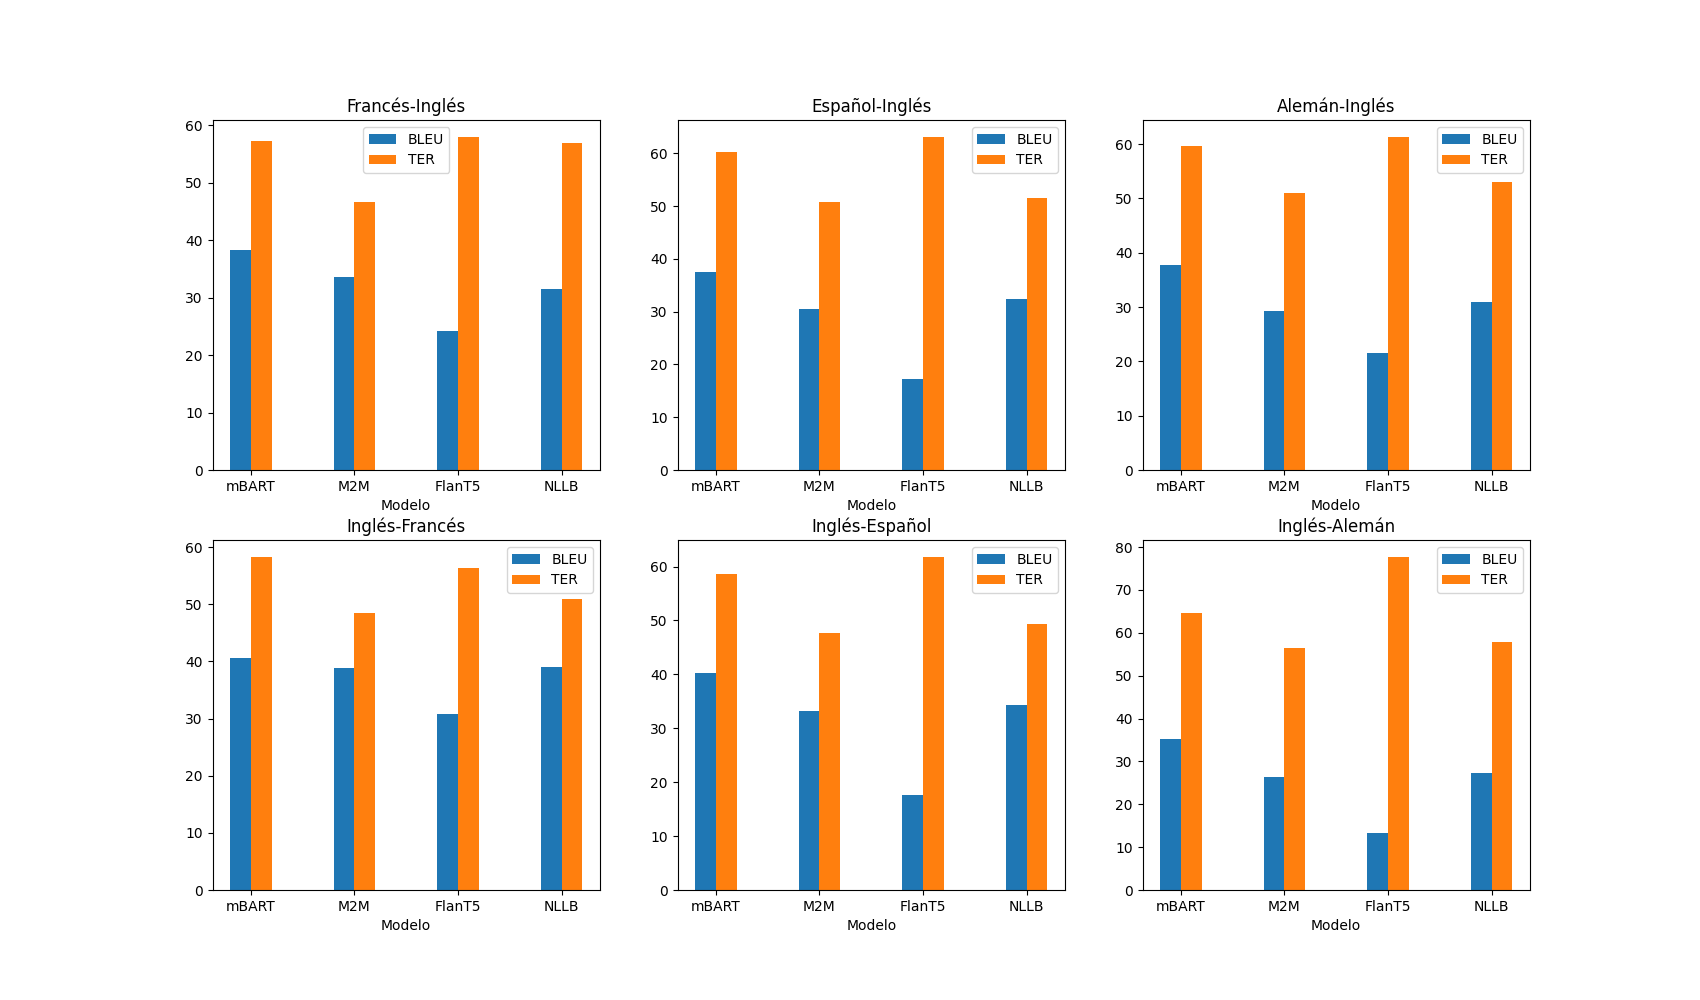 Francés-Inglés
60
50
40
30
20
10
0
BLEU
TER
mBART M2M FlanT5 NLLB
Modelo
Español-Inglés
60
50
40
30
20
10
0
BLEU
TER
mBART M2M FlanT5 NLLB
Modelo
Alemán-Inglés
60
50
40
30
20
10
0
BLEU
TER
mBART M2M FlanT5 NLLB
Modelo
Inglés-Francés
60
50
40
30
20
10
0
BLEU
TER
mBART M2M FlanT5 NLLB
Modelo
Inglés-Español
60
50
40
30
20
10
0
BLEU
TER
mBART M2M FlanT5 NLLB
Modelo
Inglés-Alemán
80
70
60
50
40
30
20
10
0
BLEU
TER
mBART M2M FlanT5 NLLB
Modelo